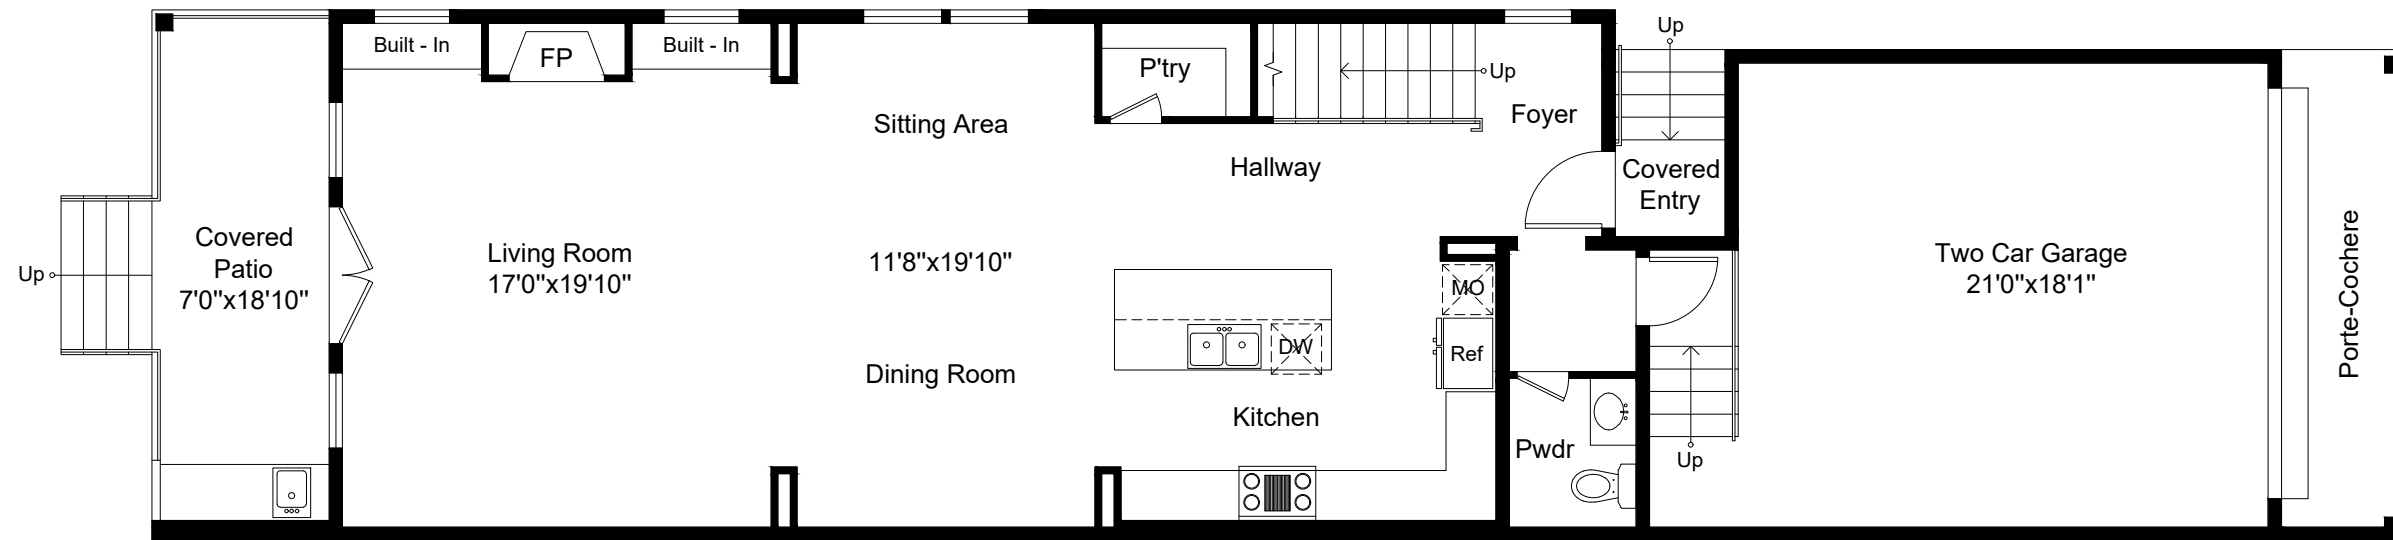 Up
Covered
Patio
7'0"x18'10"
Built - In
FP
Built - In
Living Room
17'0"x19'10"
Sitting Area
11'8"x19'10"
Dining Room
P'try
Up
Foyer
Hallway
MO
DW
Ref
Kitchen
Pwdr
Up
Covered
Entry
Up
Two Car Garage
21'0"x18'1"
Porte-Cochere